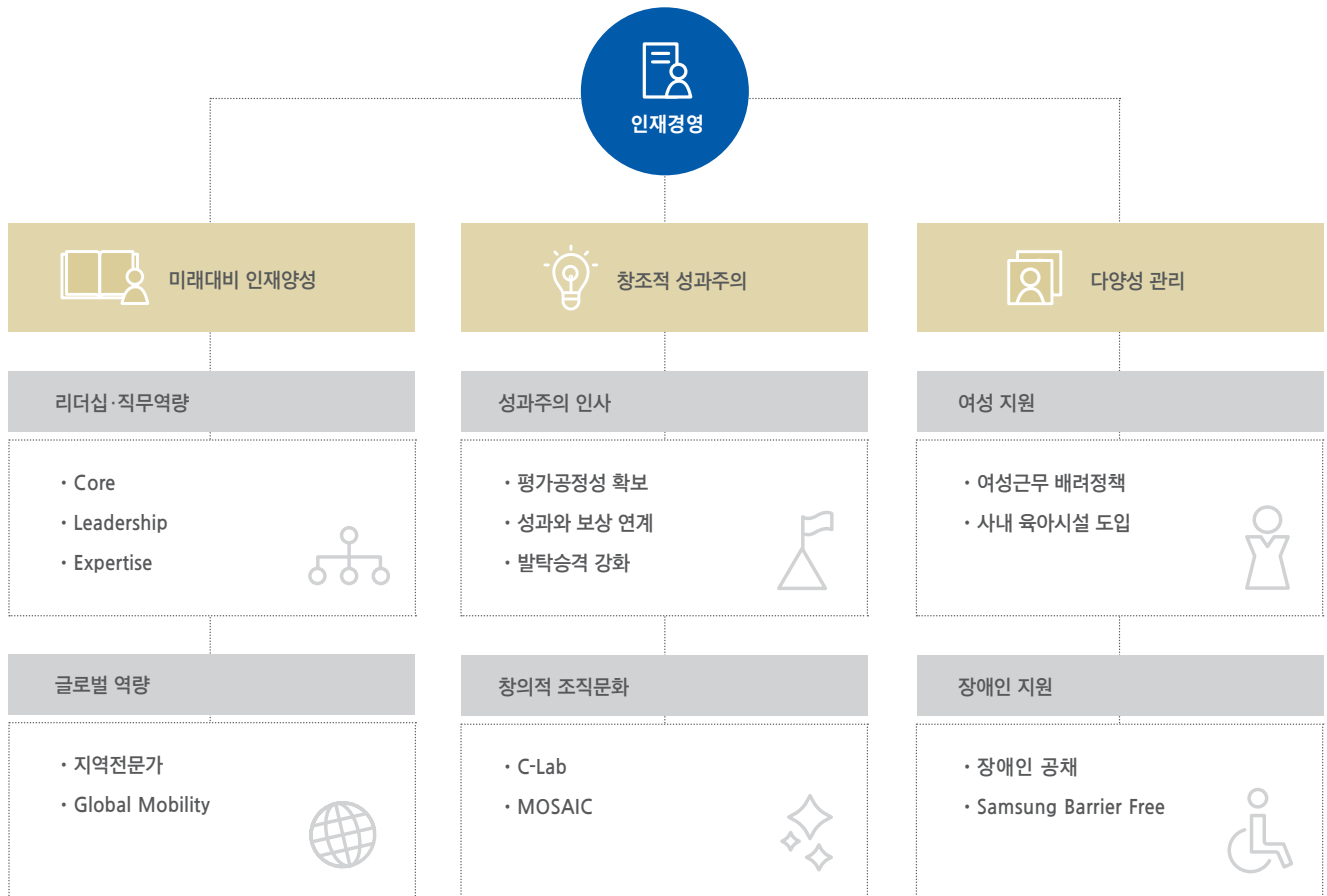 인재경영
미래대비 인재양성
창조적 성과주의
다양성 관리
리더십·직무역량
• Core
• Leadership
• Expertise
성과주의 인사
• 평가공정성 확보
• 성과와 보상 연계
• 발탁승격 강화
여성 지원
• 여성근무 배려정책
• 사내 육아시설 도입
글로벌 역량
• 지역전문가
• Global Mobility
창의적 조직문화
• C-Lab
• MOSAIC
장애인 지원
• 장애인 공채
• Samsung Barrier Free